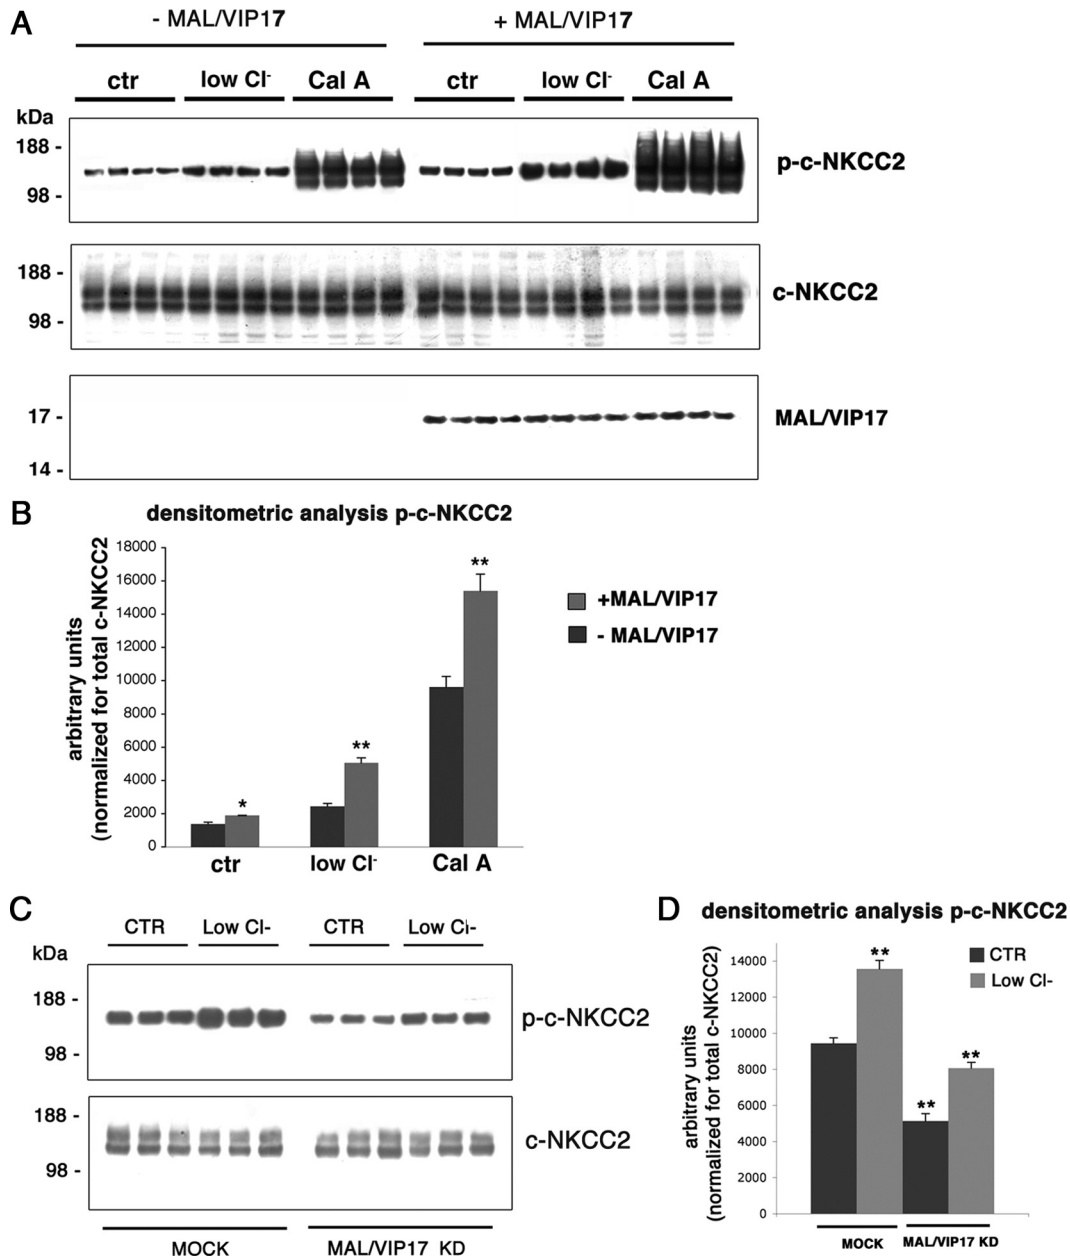 A
- MAL/VIP17
+ MAL/VIP17
ctr
low Cl-
Cal A
ctr
low Cl-
Cal A
kDa
188 -
98 -
p-c-NKCC2
188 -
98 -
c-NKCC2
17 -
14 -
MAL/VIP17
B
densitometric analysis p-c-NKCC2
arbitrary units
(normalized for total c-NKCC2
18000
16000
14000
12000
10000
8000
6000
4000
2000
0
*
**
**
ctr
low Cl-
Cal A
+MAL/VIP17
- MAL/VIP17
C
CTR
Low Cl-
CTR
Low Cl-
kDa
188 -
98 -
p-c-NKCC2
188 -
98 -
c-NKCC2
MOCK
MAL/VIP17 KD
D
densitometric analysis p-c-NKCC2
arbitrary units
(normalized for total c-NKCC2)
14000
12000
10000
8000
6000
4000
2000
0
**
**
**
CTR
Low Cl-
MOCK
MAL/VIP17 KD